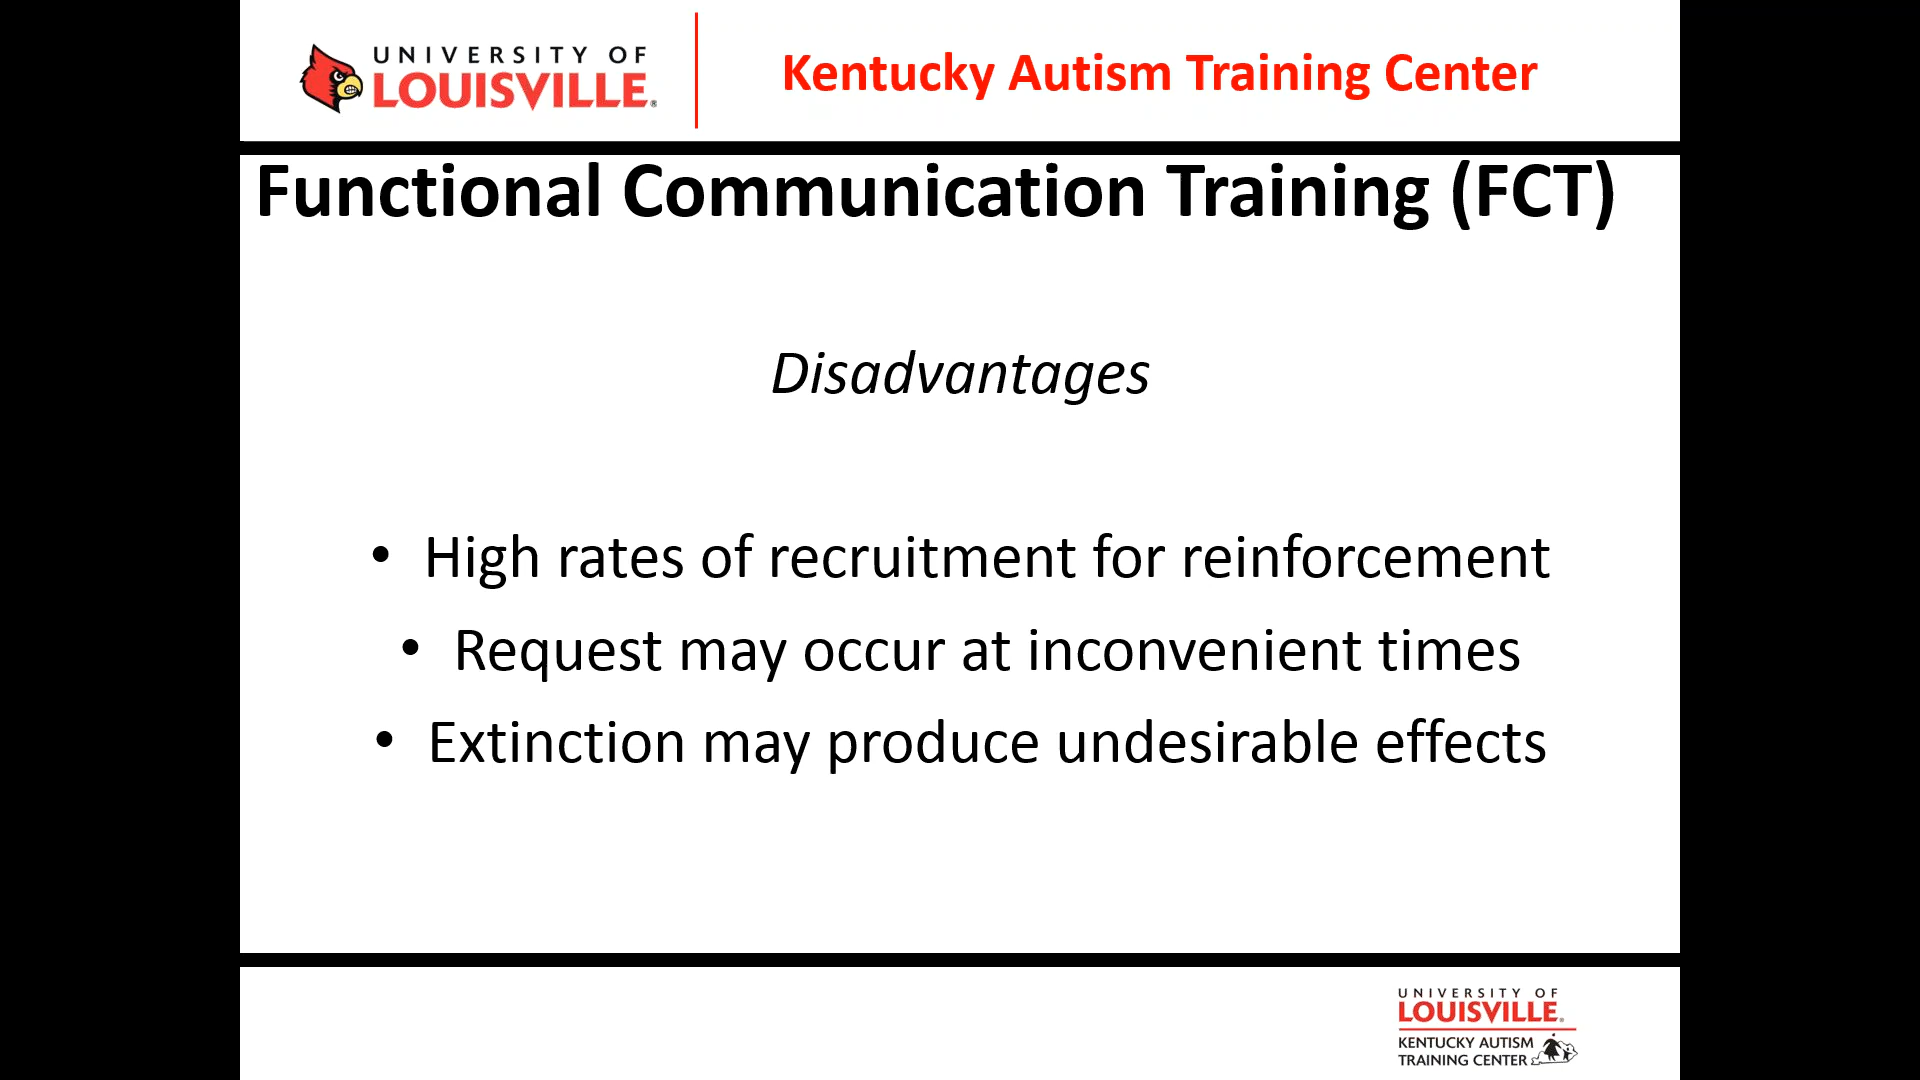 UNIVERSITY OF
LOUISVILLE®
Kentucky Autism Training Center
Functional Communication Training (FCT)
Disadvantages
• High rates of recruitment for reinforcement
• Request may occur at inconvenient times
• Extinction may produce undesirable effects
UNIVERSITY OF
LOUISVILLE®
KENTUCKY AUTISM
TRAINING CENTER